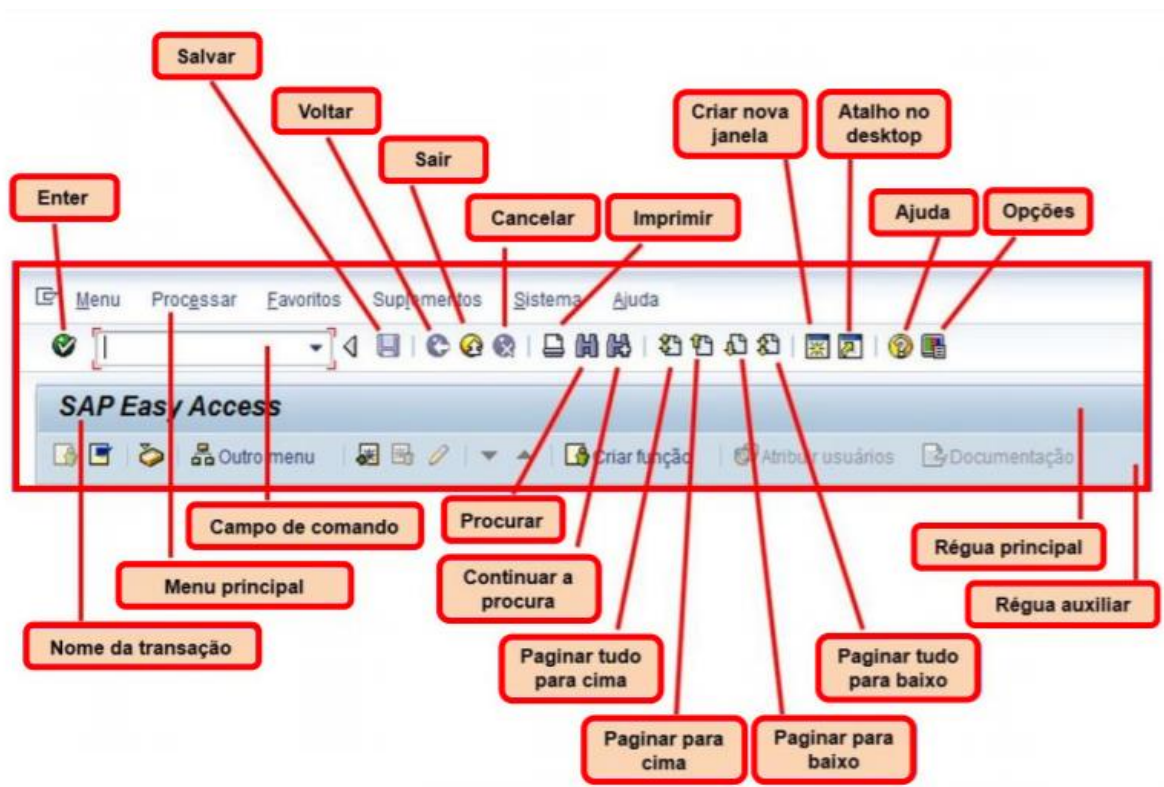 Salvar
Voltar
Sair
Criar nova
janela
Atalho no
desktop
Enter
Cancelar
Imprimir
Ajuda
Opções
Menu Processar Favoritos Suplementos Sistema Ajuda
SAP Easy Access
Outro menu Criar função Atribuir usuários Documentação
Campo de comando
Procurar
Régua principal
Menu principal
Continuar a
procura
Régua auxiliar
Nome da transação
Paginar tudo
para cima
Paginar tudo
para baixo
Paginar para
cima
Paginar para
baixo